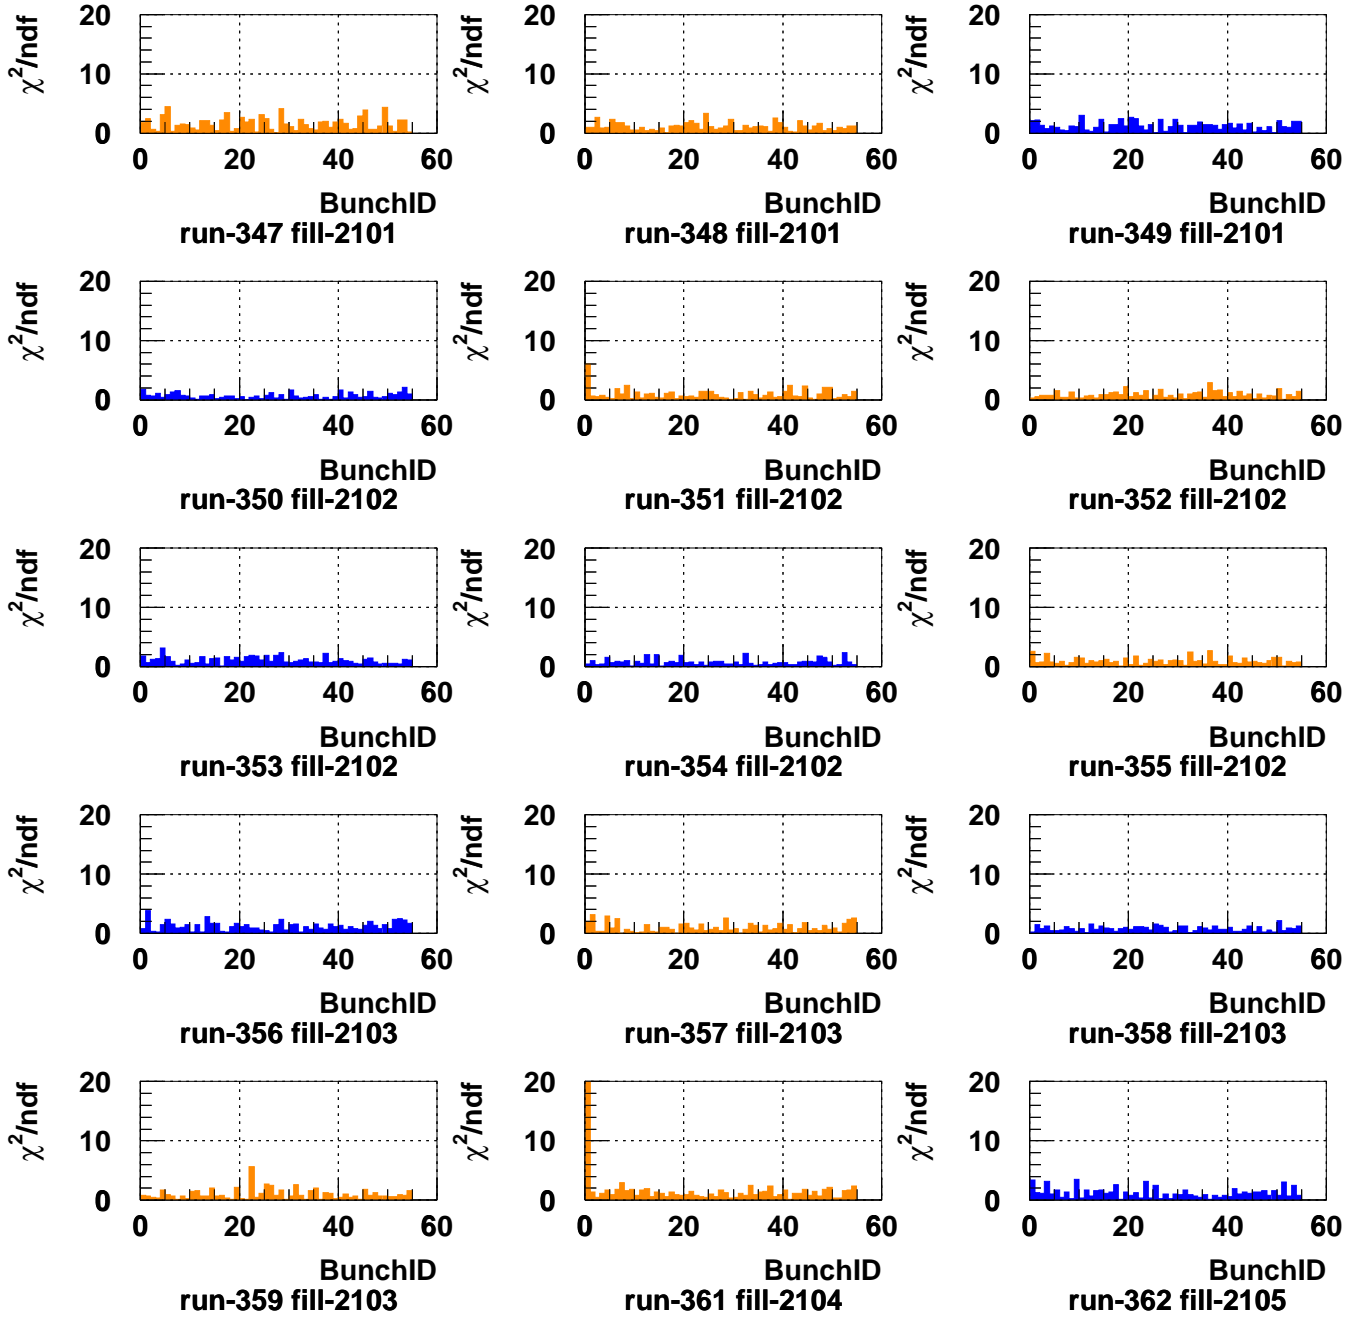 χ²/ndf χ²/ndf χ²/ndf
20 20 20
10 10 10
0 0 0
0 20 40 60 0 20 40 60 0 20 40 60
BunchID BunchID BunchID
run-347 fill-2101 run-348 fill-2101 run-349 fill-2101
χ²/ndf χ²/ndf χ²/ndf
20 20 20
10 10 10
0 0 0
0 20 40 60 0 20 40 60 0 20 40 60
BunchID BunchID BunchID
run-350 fill-2102 run-351 fill-2102 run-352 fill-2102
χ²/ndf χ²/ndf χ²/ndf
20 20 20
10 10 10
0 0 0
0 20 40 60 0 20 40 60 0 20 40 60
BunchID BunchID BunchID
run-353 fill-2102 run-354 fill-2102 run-355 fill-2102
χ²/ndf χ²/ndf χ²/ndf
20 20 20
10 10 10
0 0 0
0 20 40 60 0 20 40 60 0 20 40 60
BunchID BunchID BunchID
run-356 fill-2103 run-357 fill-2103 run-358 fill-2103
χ²/ndf χ²/ndf χ²/ndf
20 20 20
10 10 10
0 0 0
0 20 40 60 0 20 40 60 0 20 40 60
BunchID BunchID BunchID
run-359 fill-2103 run-361 fill-2104 run-362 fill-2105